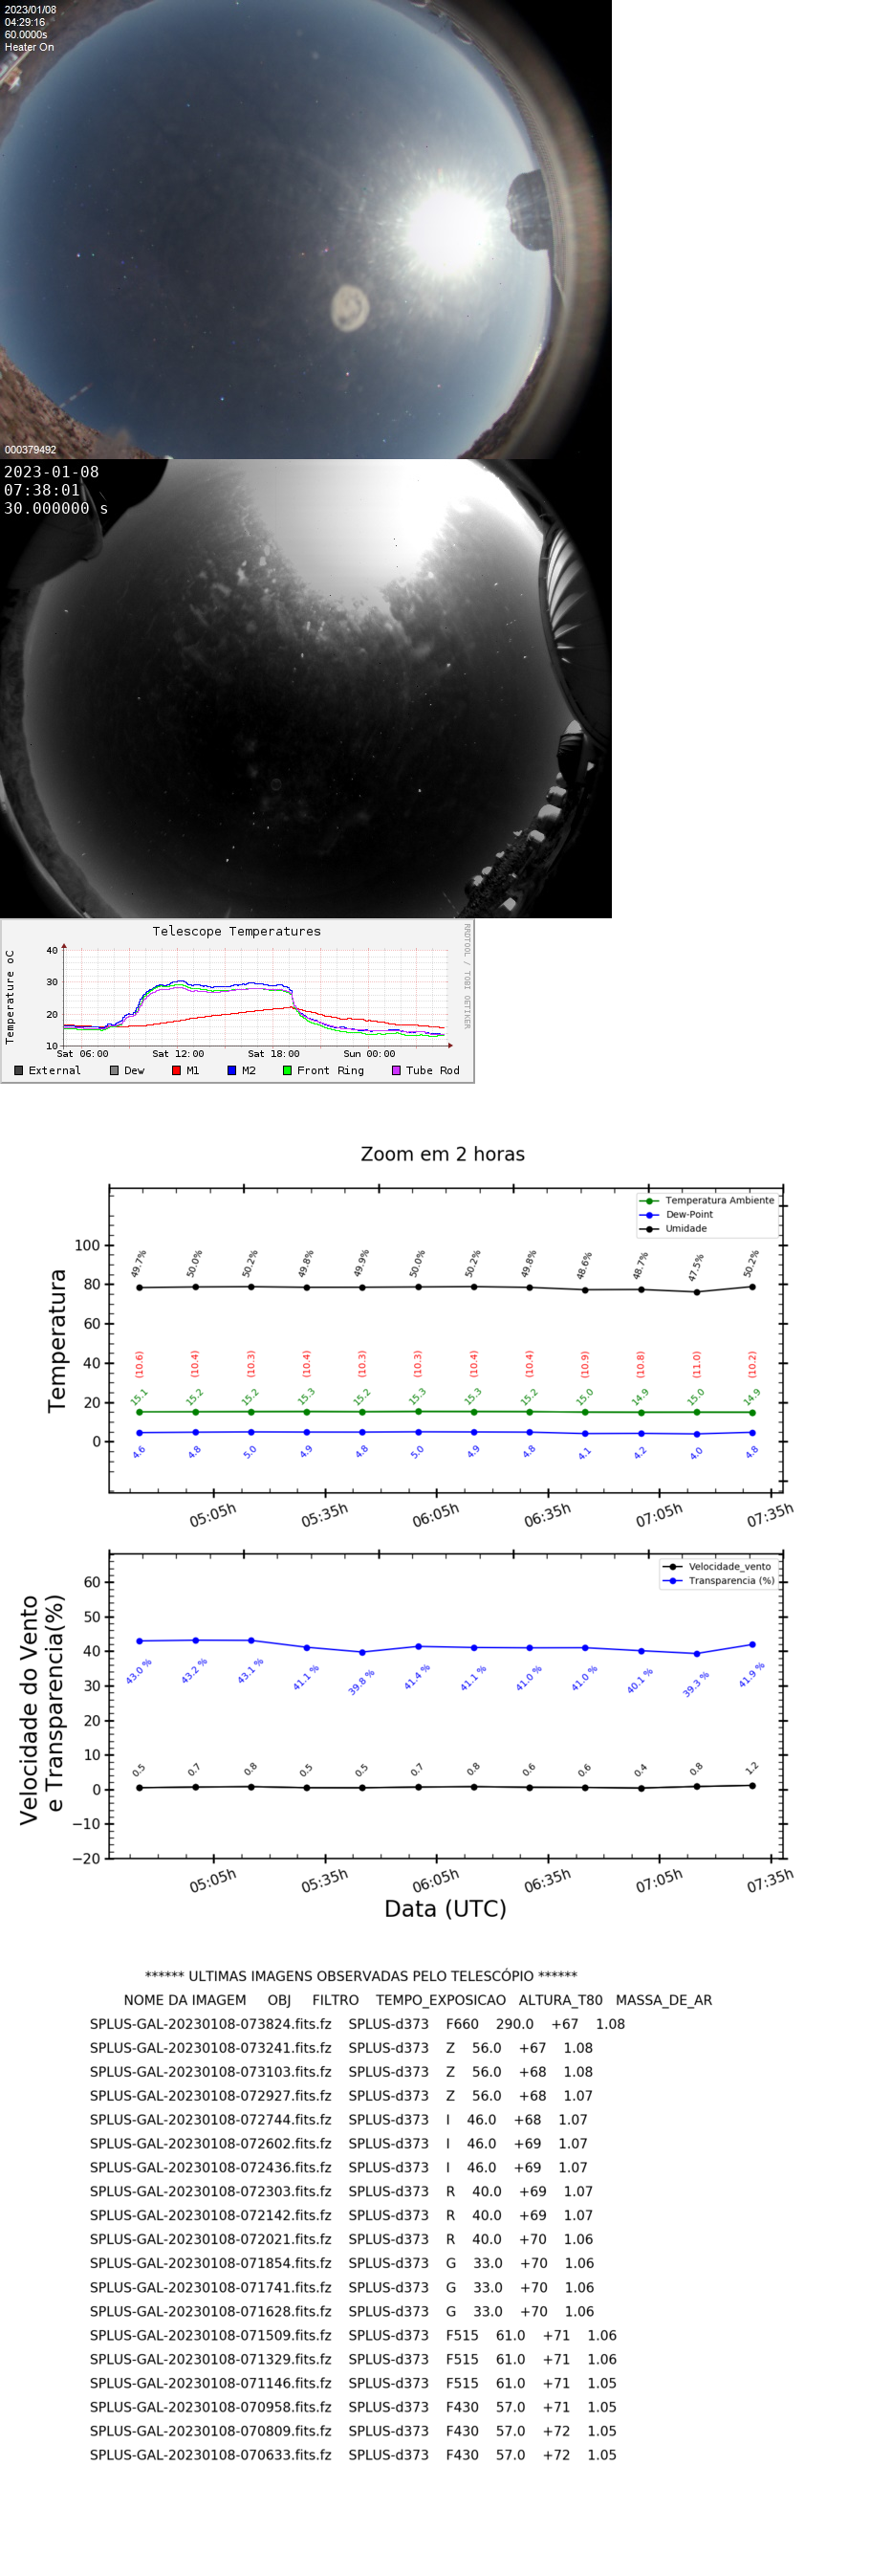 2023/01/08
04:29:16
60.0000s
Heater On
000379492
2023-01-08
07:38:01
30.000000 s
Telescope Temperatures
RRDTOOL / TOBI OETIKER
Temperature oC
40
30
20
10
Sat 06:00 Sat 12:00 Sat 18:00 Sun 00:00
External Dew M1 M2 Front Ring Tube Rod
Zoom em 2 horas
Temperatura Ambiente
Dew-Point
Umidade
Temperatura
100
80
60
40
20
0
49.7% 50.0% 50.2% 49.8% 49.9% 50.0% 50.2% 49.8% 48.6% 48.7% 47.5% 50.2%
(10.6) (10.4) (10.3) (10.4) (10.3) (10.3) (10.4) (10.4) (10.9) (10.8) (11.0) (10.2)
15.1 15.2 15.2 15.3 15.2 15.3 15.3 15.2 15.0 14.9 15.0 14.9
4.6 4.8 5.0 4.9 4.8 5.0 4.9 4.8 4.1 4.2 4.0 4.8
05:05h 05:35h 06:05h 06:35h 07:05h 07:35h
Velocidade_vento
Transparencia (%)
Velocidade do Vento
e Transparencia(%)
60
50
40
30
20
10
0
−10
−20
43.0 % 43.2 % 43.1 % 41.1 % 39.8 % 41.4 % 41.1 % 41.0 % 41.0 % 40.1 % 39.3 % 41.9 %
0.5 0.7 0.8 0.5 0.5 0.7 0.8 0.6 0.6 0.4 0.8 1.2
05:05h 05:35h 06:05h 06:35h 07:05h 07:35h
Data (UTC)
****** ULTIMAS IMAGENS OBSERVADAS PELO TELESCÓPIO ******
NOME DA IMAGEM OBJ FILTRO TEMPO_EXPOSICAO ALTURA_T80 MASSA_DE_AR
SPLUS-GAL-20230108-073824.fits.fz SPLUS-d373 F660 290.0 +67 1.08
SPLUS-GAL-20230108-073241.fits.fz SPLUS-d373 Z 56.0 +67 1.08
SPLUS-GAL-20230108-073103.fits.fz SPLUS-d373 Z 56.0 +68 1.08
SPLUS-GAL-20230108-072927.fits.fz SPLUS-d373 Z 56.0 +68 1.07
SPLUS-GAL-20230108-072744.fits.fz SPLUS-d373 I 46.0 +68 1.07
SPLUS-GAL-20230108-072602.fits.fz SPLUS-d373 I 46.0 +69 1.07
SPLUS-GAL-20230108-072436.fits.fz SPLUS-d373 I 46.0 +69 1.07
SPLUS-GAL-20230108-072303.fits.fz SPLUS-d373 R 40.0 +69 1.07
SPLUS-GAL-20230108-072142.fits.fz SPLUS-d373 R 40.0 +69 1.07
SPLUS-GAL-20230108-072021.fits.fz SPLUS-d373 R 40.0 +70 1.06
SPLUS-GAL-20230108-071854.fits.fz SPLUS-d373 G 33.0 +70 1.06
SPLUS-GAL-20230108-071741.fits.fz SPLUS-d373 G 33.0 +70 1.06
SPLUS-GAL-20230108-071628.fits.fz SPLUS-d373 G 33.0 +70 1.06
SPLUS-GAL-20230108-071509.fits.fz SPLUS-d373 F515 61.0 +71 1.06
SPLUS-GAL-20230108-071329.fits.fz SPLUS-d373 F515 61.0 +71 1.06
SPLUS-GAL-20230108-071146.fits.fz SPLUS-d373 F515 61.0 +71 1.05
SPLUS-GAL-20230108-070958.fits.fz SPLUS-d373 F430 57.0 +71 1.05
SPLUS-GAL-20230108-070809.fits.fz SPLUS-d373 F430 57.0 +72 1.05
SPLUS-GAL-20230108-070633.fits.fz SPLUS-d373 F430 57.0 +72 1.05